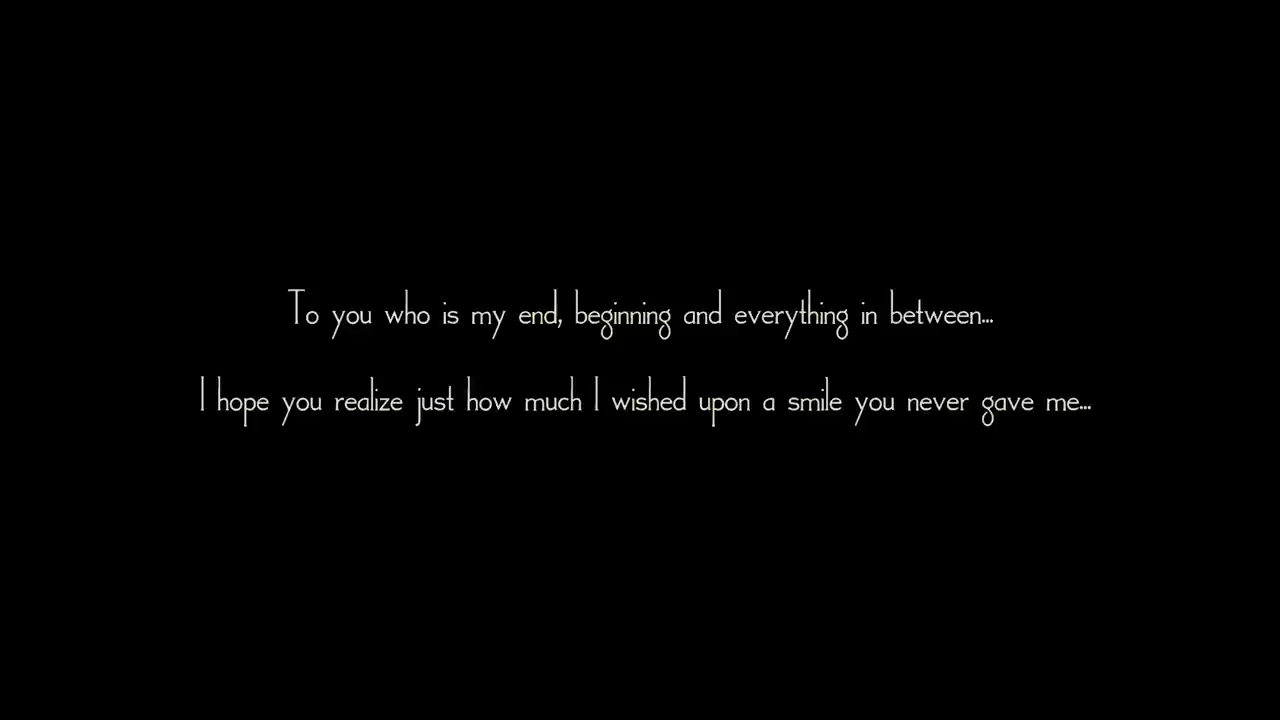 To you who is my end, beginning and everything in between...
I hope you realize just how much I wished upon a smile you never gave me...